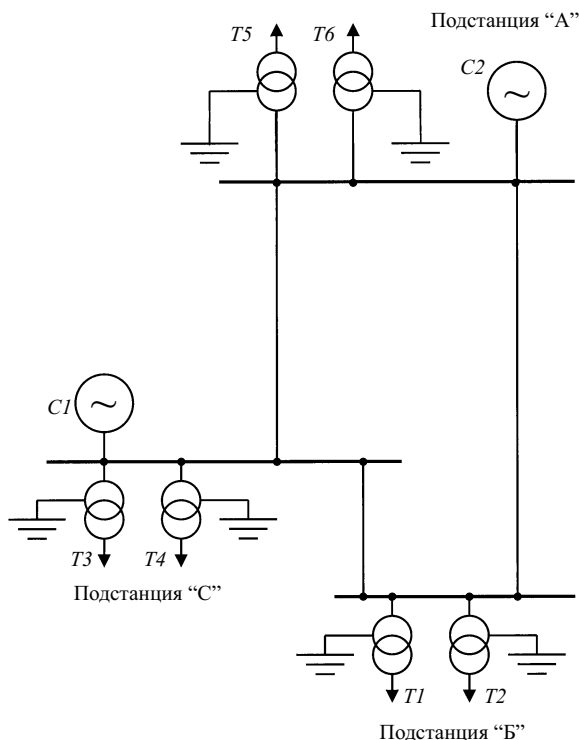 Подстанция “А”
T5
T6
C2
C1
T3
T4
Подстанция “С”
T1
T2
Подстанция “Б”